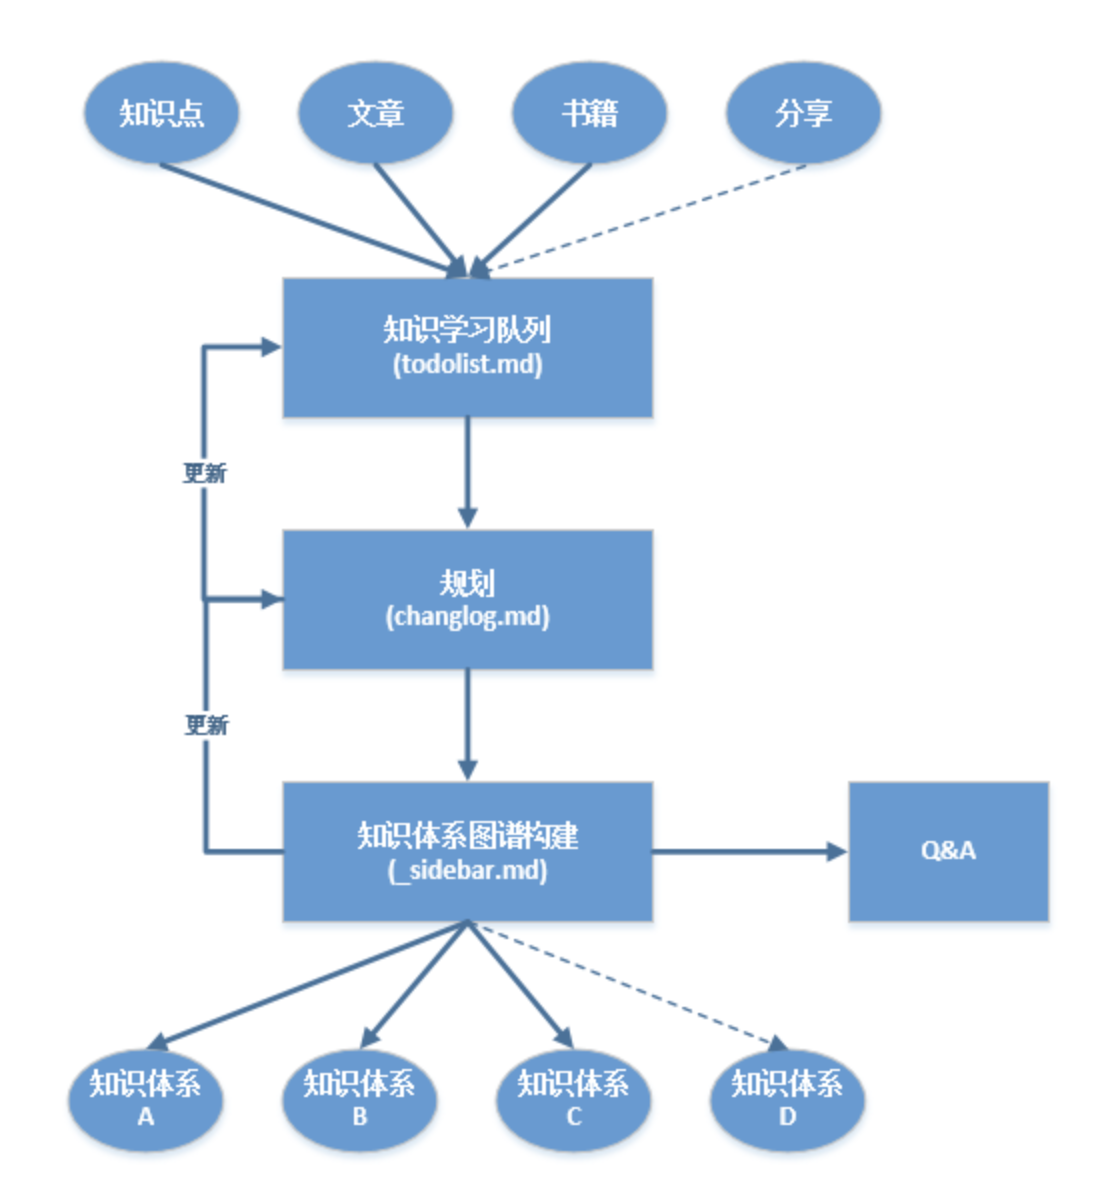 知识点
文章
书籍
分享
知识学习队列
(todolist.md)
更新
规划
(changlog.md)
更新
知识体系图谱构建
(_sidebar.md)
Q&A
知识体系
A
知识体系
B
知识体系
C
知识体系
D